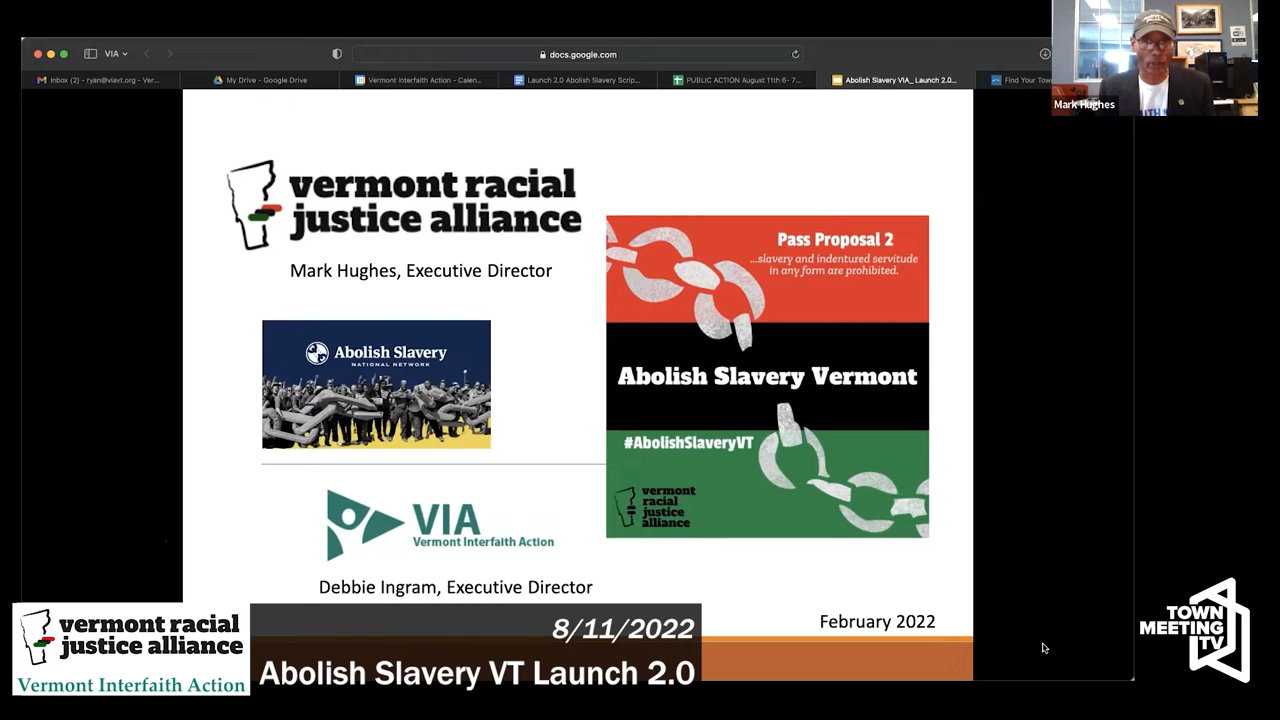 VIA
docs.google.com
Inbox (2) - ryan@viavt.org - Ver...
My Drive - Google Drive
Vermont Interfaith Action - Calen...
Launch 2.0 Abolish Slavery Scrip...
PUBLIC ACTION August 11th 6- 7...
Abolish Slavery VIA_ Launch 2.0...
Find Your Town
Mark Hughes
vermont racial
justice alliance
Mark Hughes, Executive Director
Abolish Slavery
NATIONAL NETWORK
Pass Proposal 2
...slavery and indentured servitude
in any form are prohibited.
Abolish Slavery Vermont
#AbolishSlaveryVT
vermont
racial
justice
alliance
VIA
Vermont Interfaith Action
Debbie Ingram, Executive Director
February 2022
vermont racial
justice alliance
Vermont Interfaith Action
8/11/2022
Abolish Slavery VT Launch 2.0
TOWN
MEETING
TV